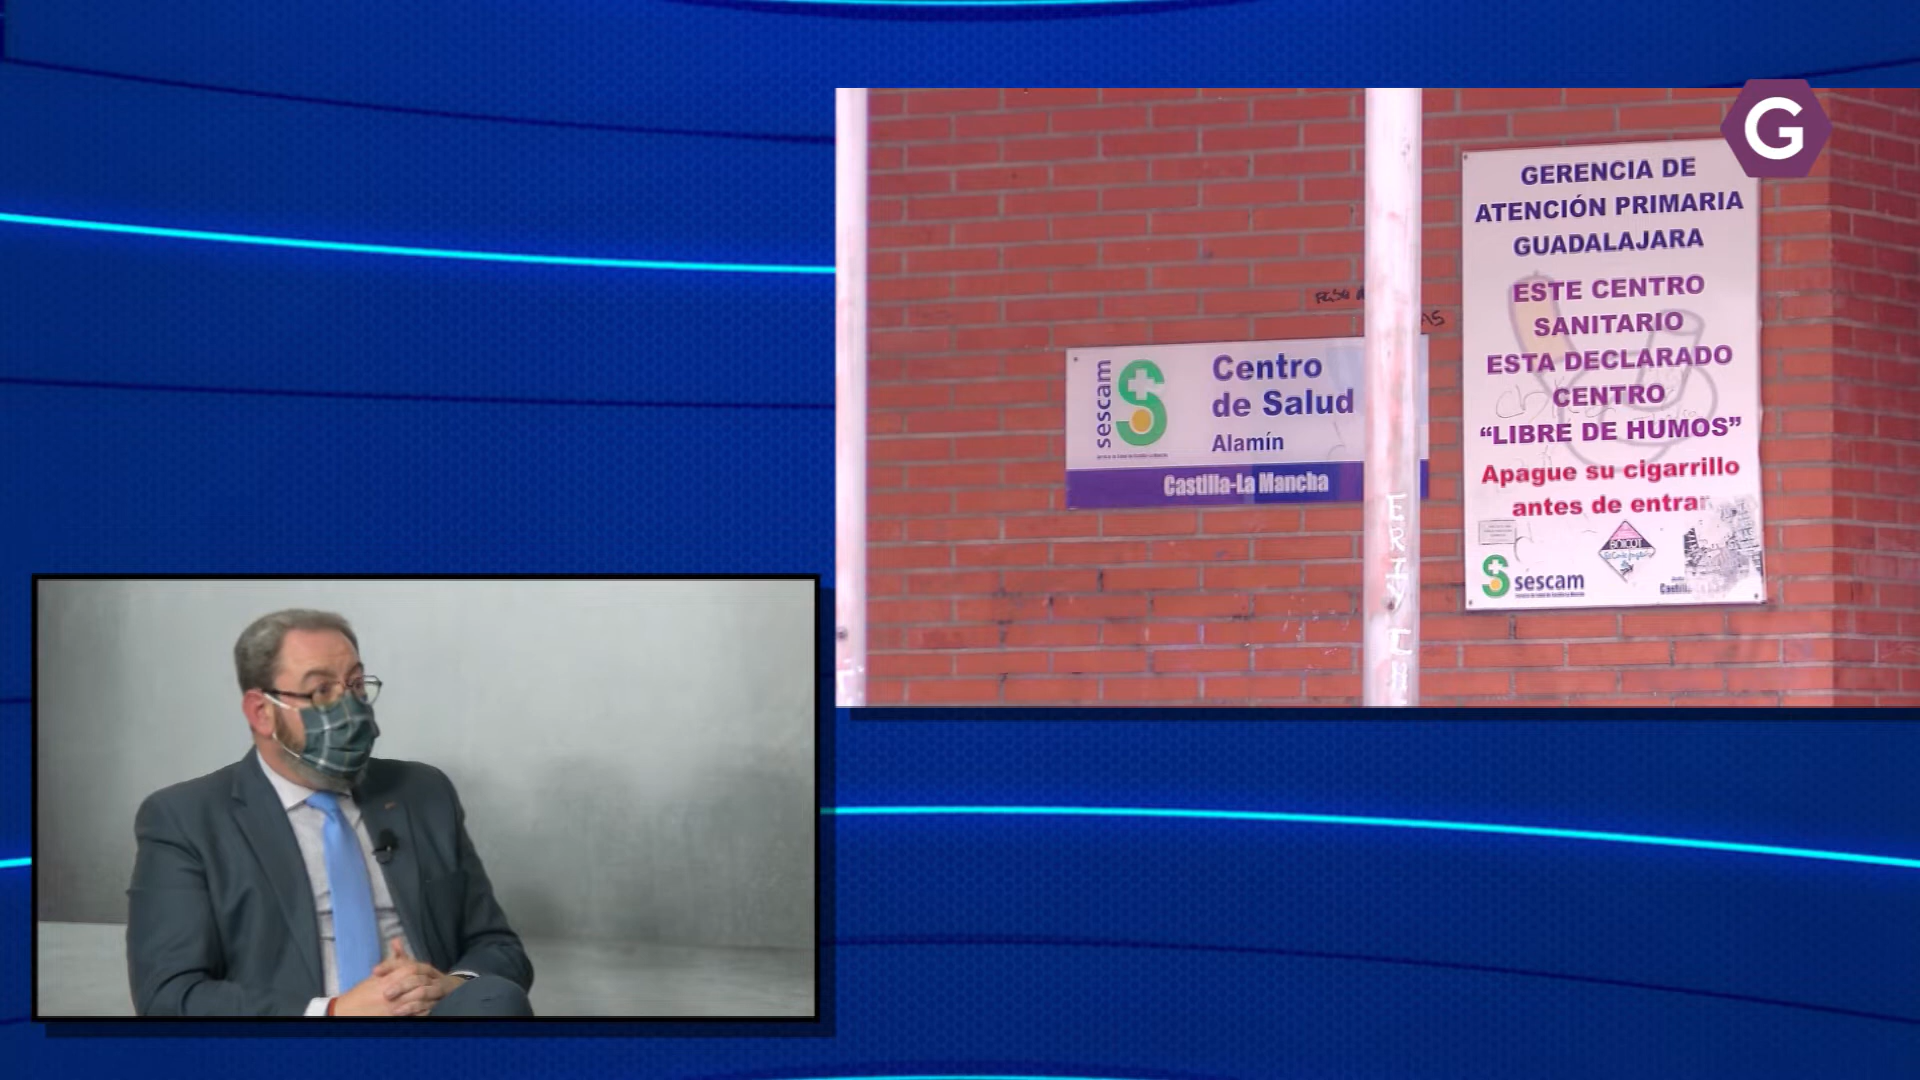 G
GERENCIA DE
ATENCIÓN PRIMARIA
GUADALAJARA
ESTE CENTRO
SANITARIO
ESTA DECLARADO
CENTRO
“LIBRE DE HUMOS”
Apague su cigarrillo
antes de entrar
sescam
sescam
Centro
de Salud
Alamín
Castilla-La Mancha
BOICOT